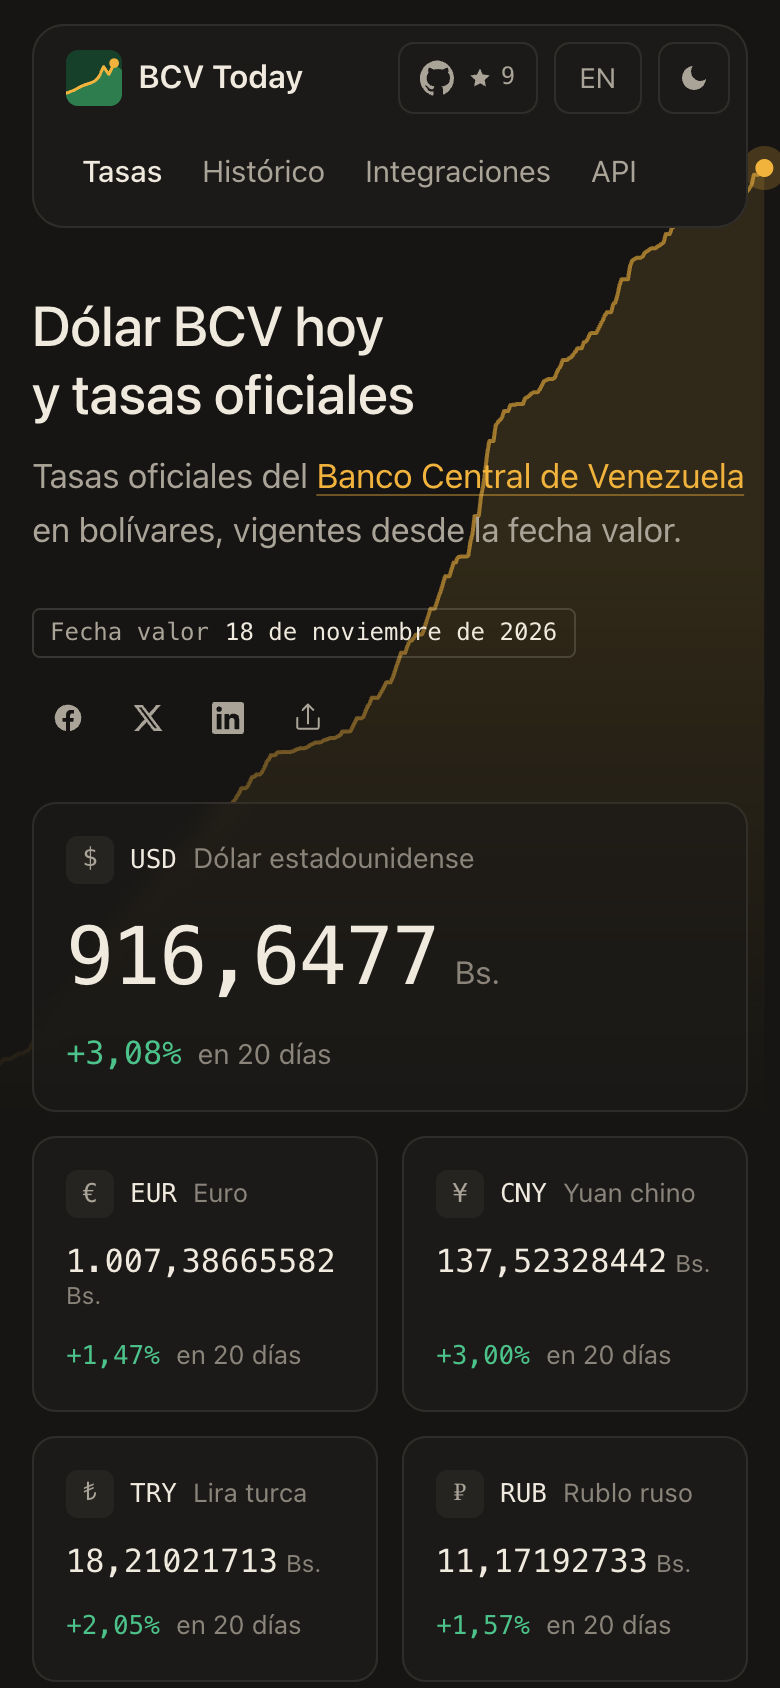 BCV Today
★ 9
EN
Tasas Histórico Integraciones API
Dólar BCV hoy
y tasas oficiales
Tasas oficiales del Banco Central de Venezuela
en bolívares, vigentes desde la fecha valor.
Fecha valor 18 de noviembre de 2026
$ USD Dólar estadounidense
916,6477 Bs.
+3,08% en 20 días
€ EUR Euro
1.007,38665582
Bs.
+1,47% en 20 días
¥ CNY Yuan chino
137,52328442 Bs.
+3,00% en 20 días
₺ TRY Lira turca
18,21021713 Bs.
+2,05% en 20 días
₽ RUB Rublo ruso
11,17192733 Bs.
+1,57% en 20 días